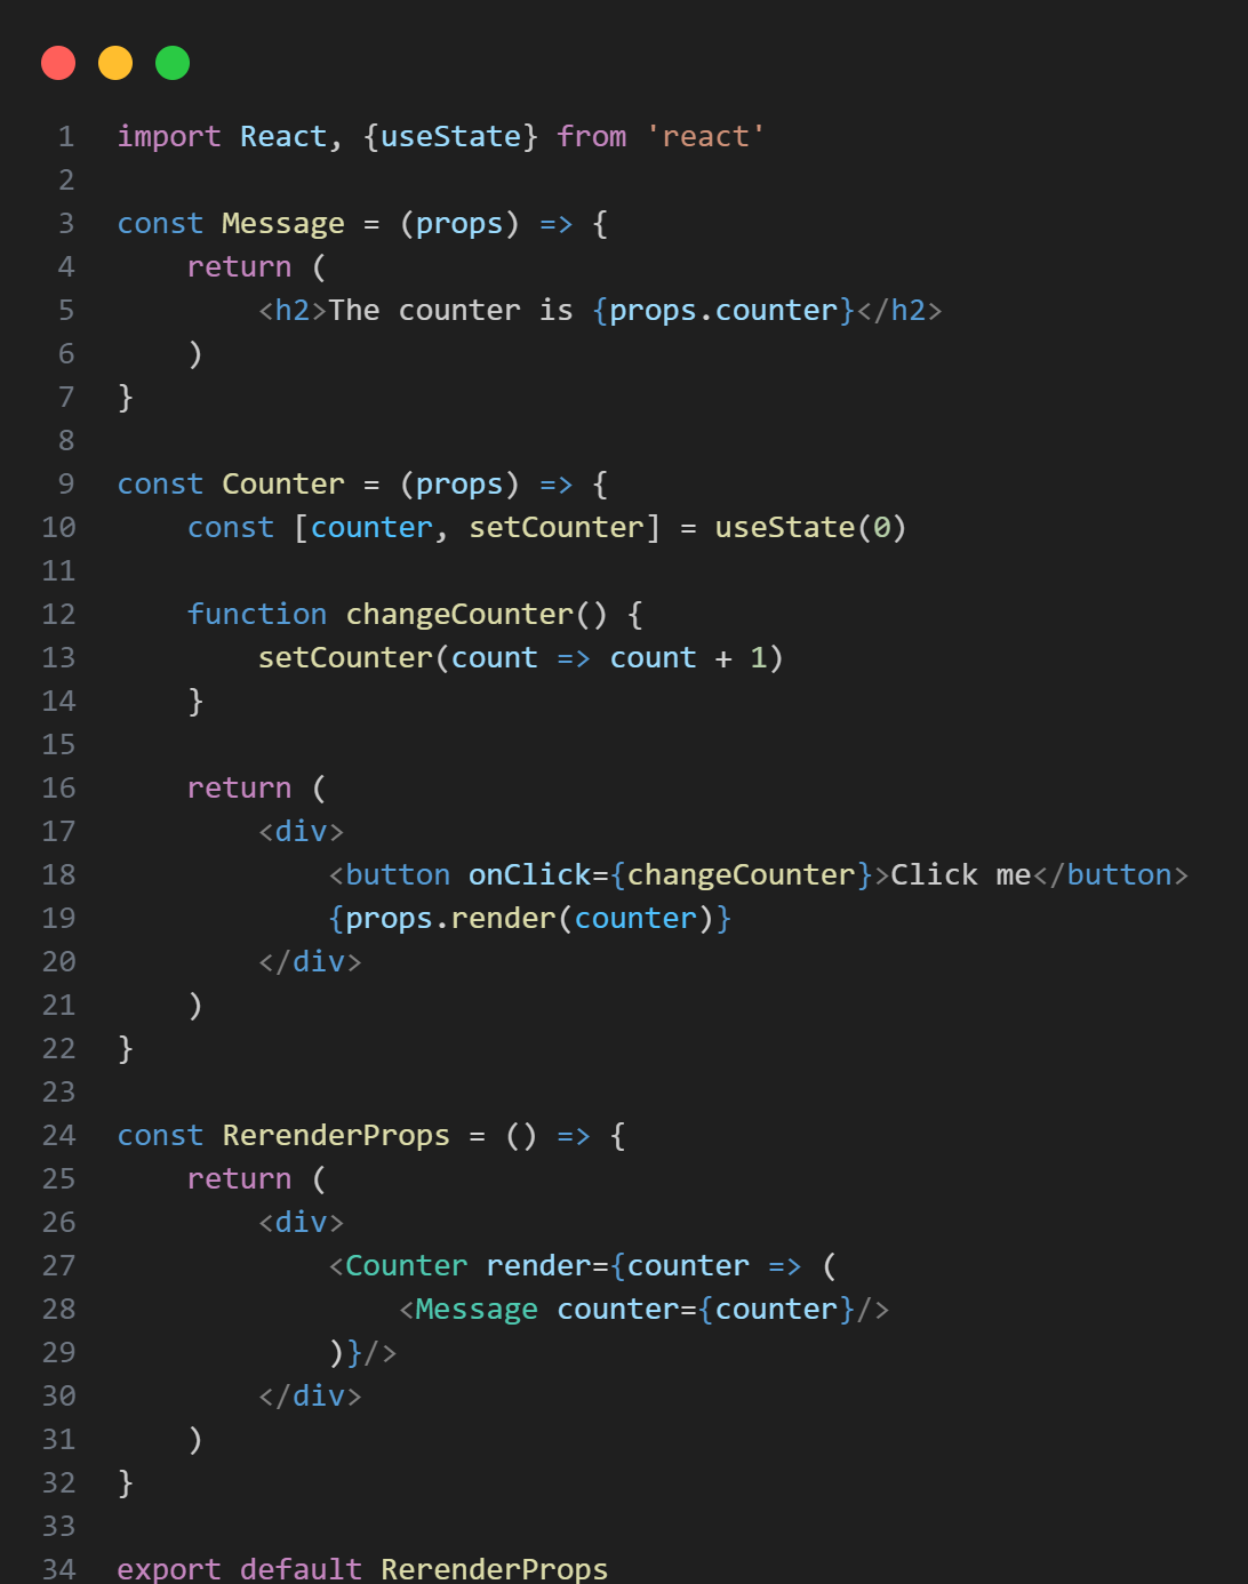 1 import React, {useState} from 'react'
2
3 const Message = (props) => {
4     return (
5         <h2>The counter is {props.counter}</h2>
6     )
7 }
8
9 const Counter = (props) => {
10     const [counter, setCounter] = useState(0)
11
12     function changeCounter() {
13         setCounter(count => count + 1)
14     }
15
16     return (
17         <div>
18             <button onClick={changeCounter}>Click me</button>
19             {props.render(counter)}
20         </div>
21     )
22 }
23
24 const RerenderProps = () => {
25     return (
26         <div>
27             <Counter render={counter => (
28                 <Message counter={counter}/>
29             )}/>
30         </div>
31     )
32 }
33
34 export default RerenderProps